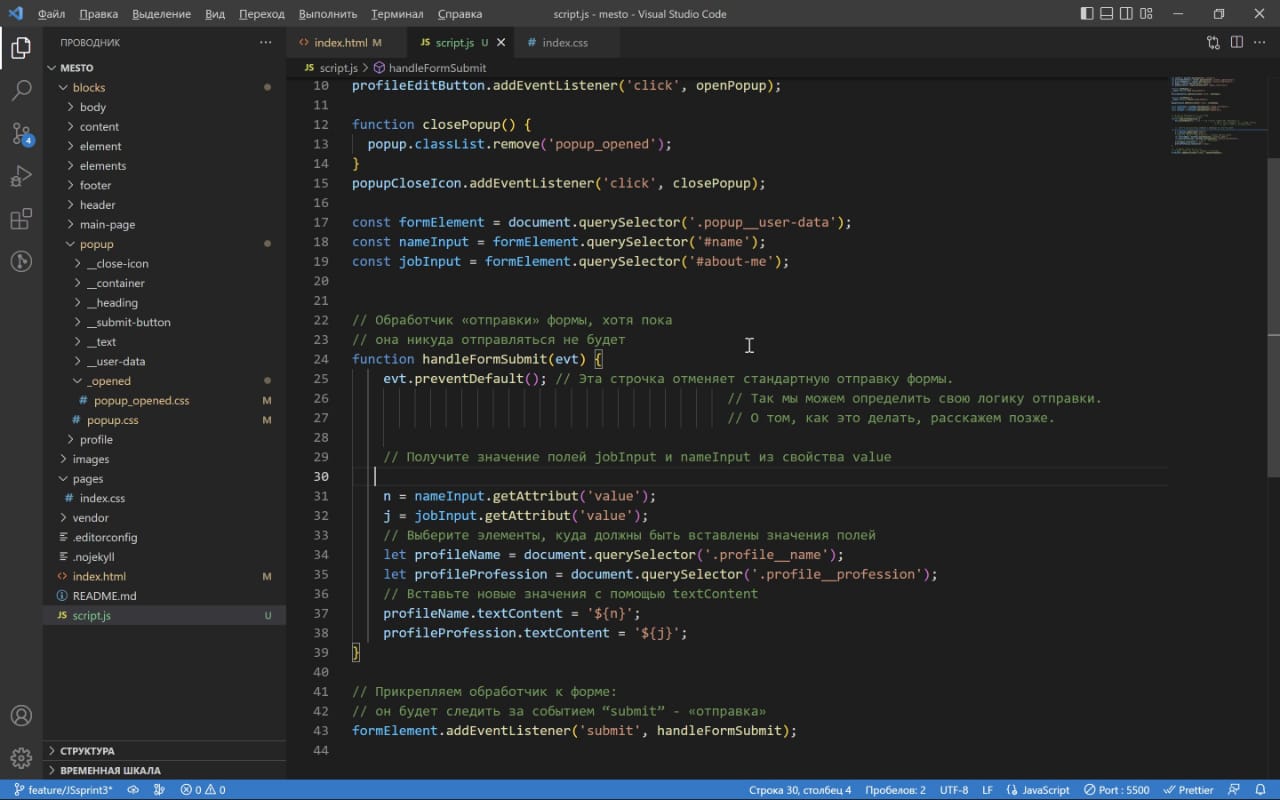 Файл Правка Выделение Вид Переход Выполнить Терминал Справка script.js - mesto - Visual Studio Code
ПРОВОДНИК
MESTO
blocks
body
content
element
elements
footer
header
main-page
popup
__close-icon
__container
__heading
__submit-button
__text
__user-data
_opened
# popup_opened.css M
# popup.css M
profile
images
pages
# index.css
vendor
.editorconfig
.nojekyll
<> index.html M
README.md
JS script.js U
СТРУКТУРА
ВРЕМЕННАЯ ШКАЛА
4
<> index.html M JS script.js U # index.css
JS script.js > handleFormSubmit
10 profileEditButton.addEventListener('click', openPopup);
11
12 function closePopup() {
13 popup.classList.remove('popup_opened');
14 }
15 popupCloseIcon.addEventListener('click', closePopup);
16
17 const formElement = document.querySelector('.popup__user-data');
18 const nameInput = formElement.querySelector('#name');
19 const jobInput = formElement.querySelector('#about-me');
20
21
22 // Обработчик «отправки» формы, хотя пока
23 // она никуда отправляться не будет
24 function handleFormSubmit(evt) {
25 evt.preventDefault(); // Эта строчка отменяет стандартную отправку формы.
26 // Так мы можем определить свою логику отправки.
27 // О том, как это делать, расскажем позже.
28
29 // Получите значение полей jobInput и nameInput из свойства value
30
31 n = nameInput.getAttribut('value');
32 j = jobInput.getAttribut('value');
33 // Выберите элементы, куда должны быть вставлены значения полей
34 let profileName = document.querySelector('.profile__name');
35 let profileProfession = document.querySelector('.profile__profession');
36 // Вставьте новые значения с помощью textContent
37 profileName.textContent = '${n}';
38 profileProfession.textContent = '${j}';
39 }
40
41 // Прикрепляем обработчик к форме:
42 // он будет следить за событием “submit” - «отправка»
43 formElement.addEventListener('submit', handleFormSubmit);
44
feature/JSsprint3* 0 0 Строка 30, столбец 4 Пробелов: 2 UTF-8 LF JavaScript Port : 5500 Prettier